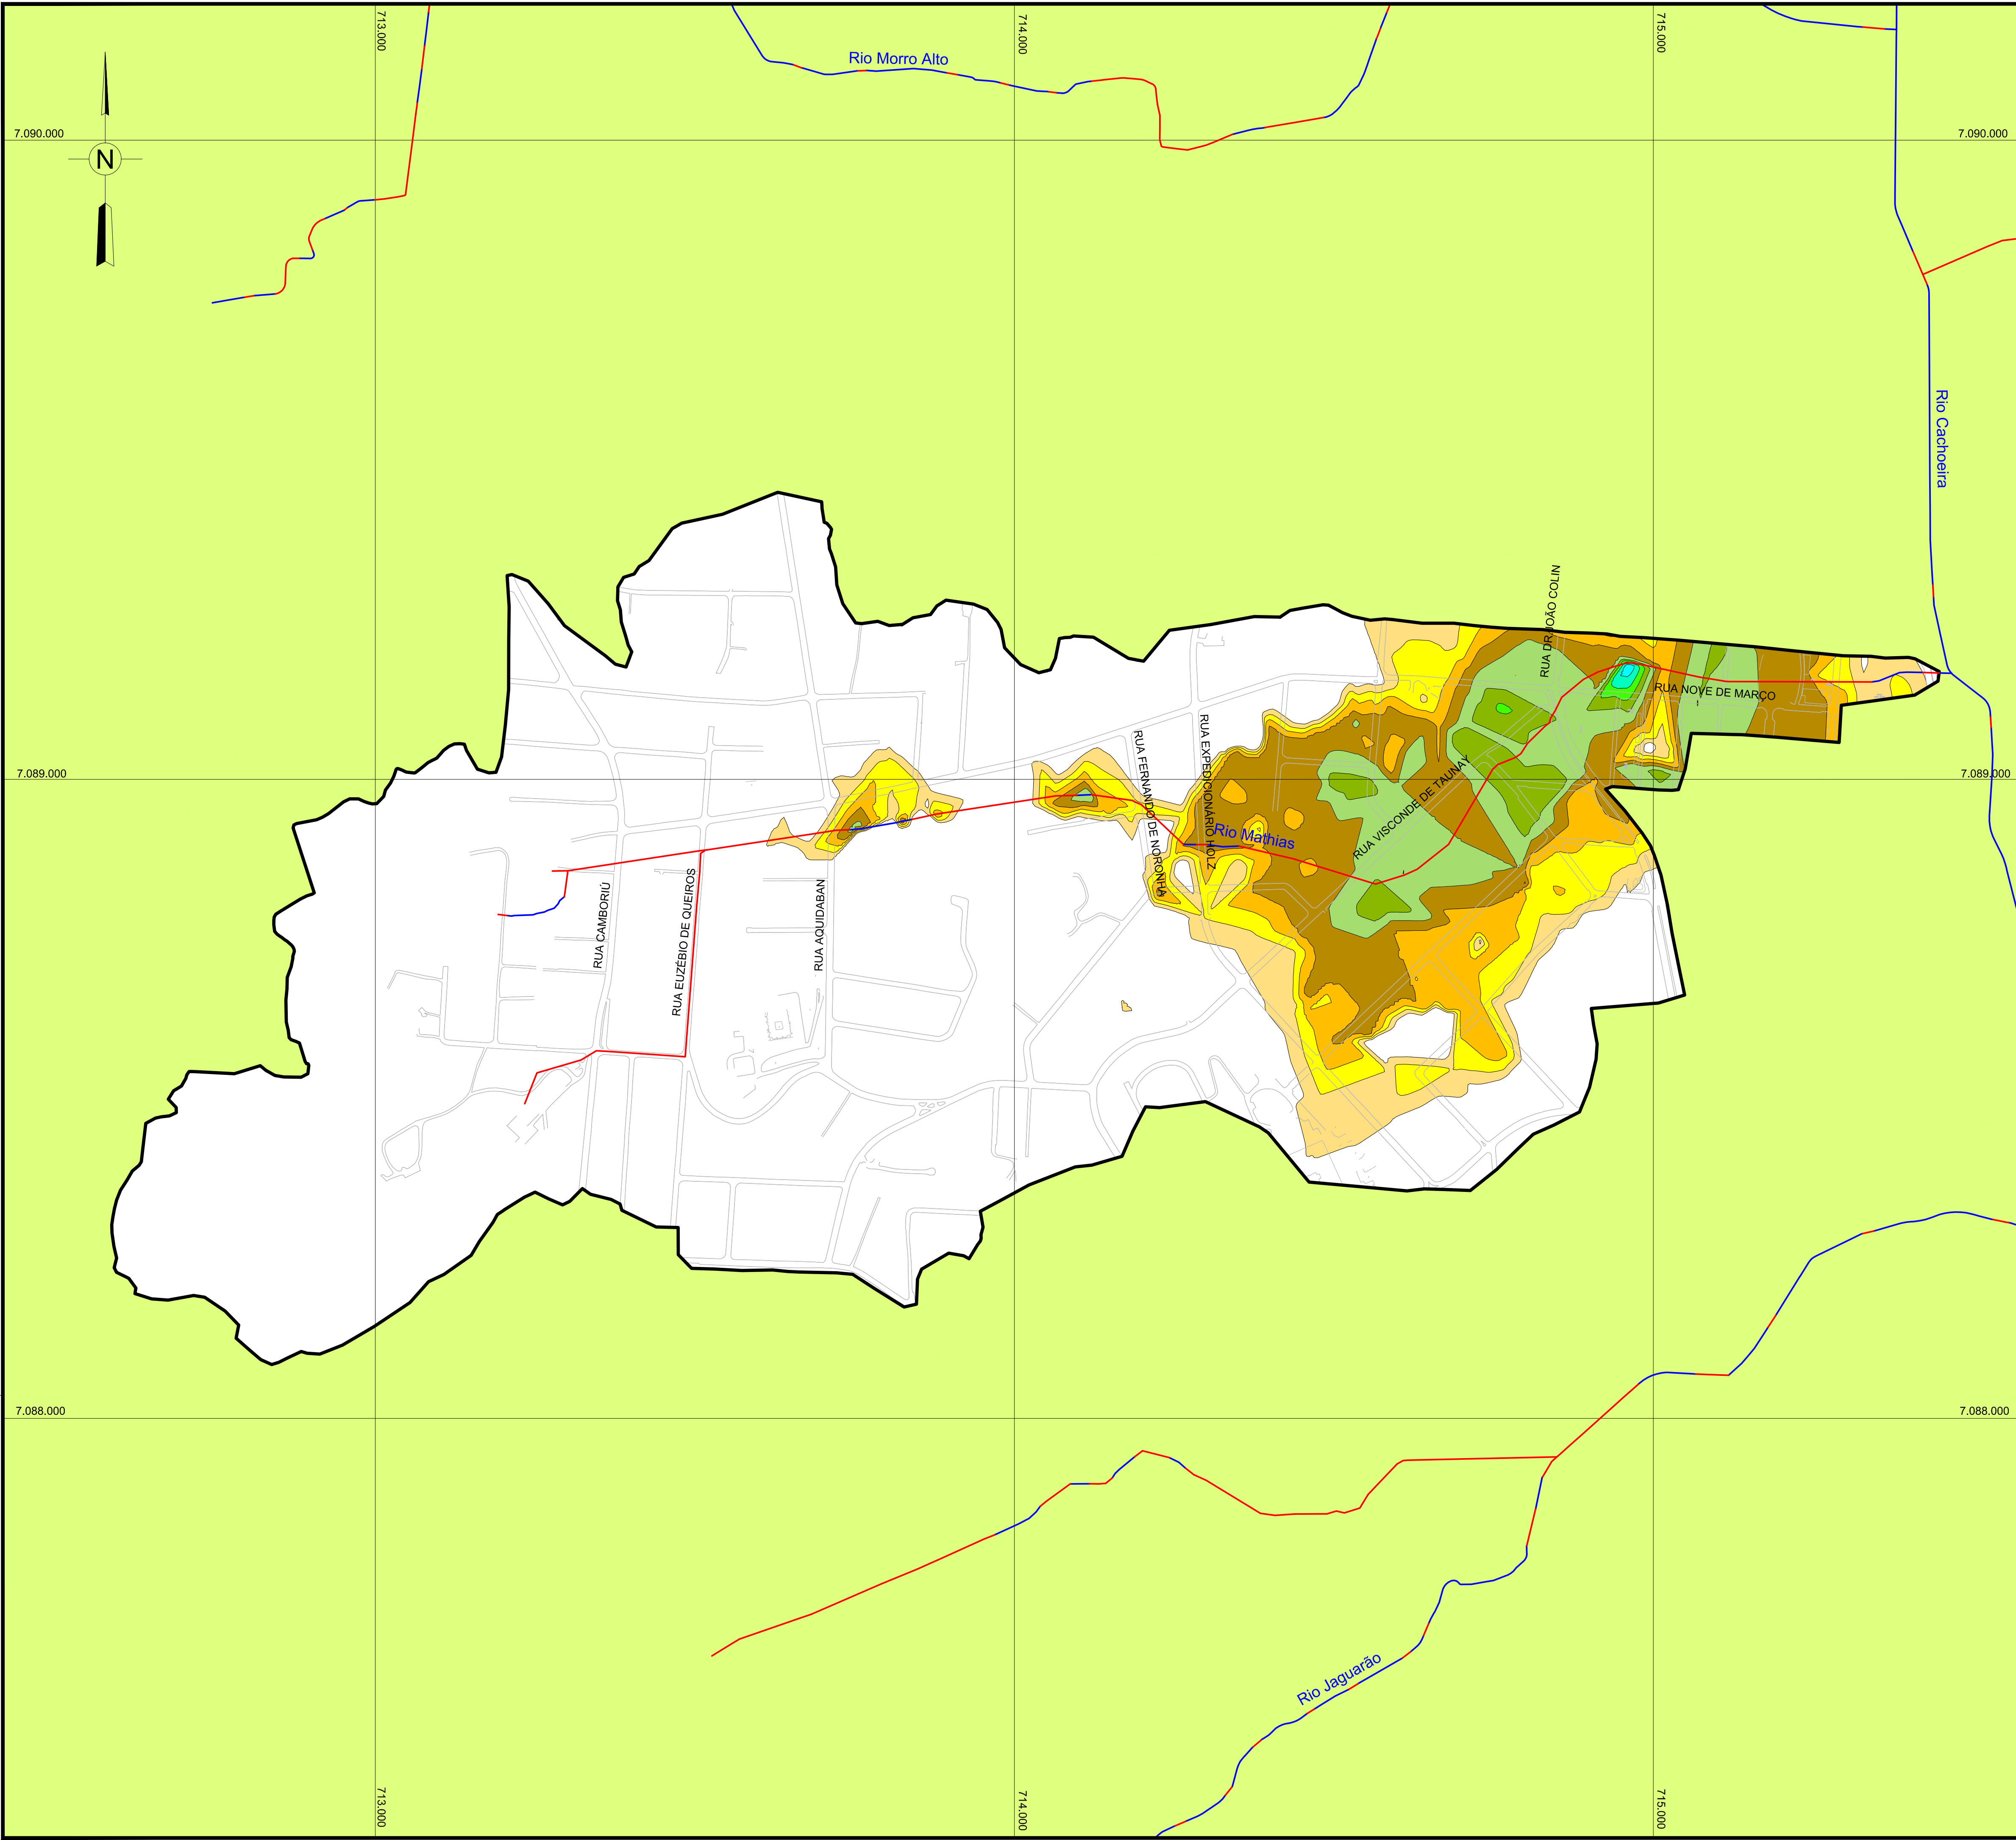 713.000
714.000
715.000
Rio Morro Alto
7.090.000
7.090.000
N
Rio Cachoeira
RUA DR. JOÃO COLIN
RUA NOVE DE MARÇO
7.089.000
7.089.000
RUA FERNANDO DE NORONHA
RUA EXPEDICIONÁRIO HOLZ
Rio Mathias
RUA VISCONDE DE TAUNAY
RUA CAMBORIÚ
RUA EUZÉBIO DE QUEIROS
RUA AQUIDABAN
7.088.000
7.088.000
Rio Jaguarão
713.000
714.000
715.000